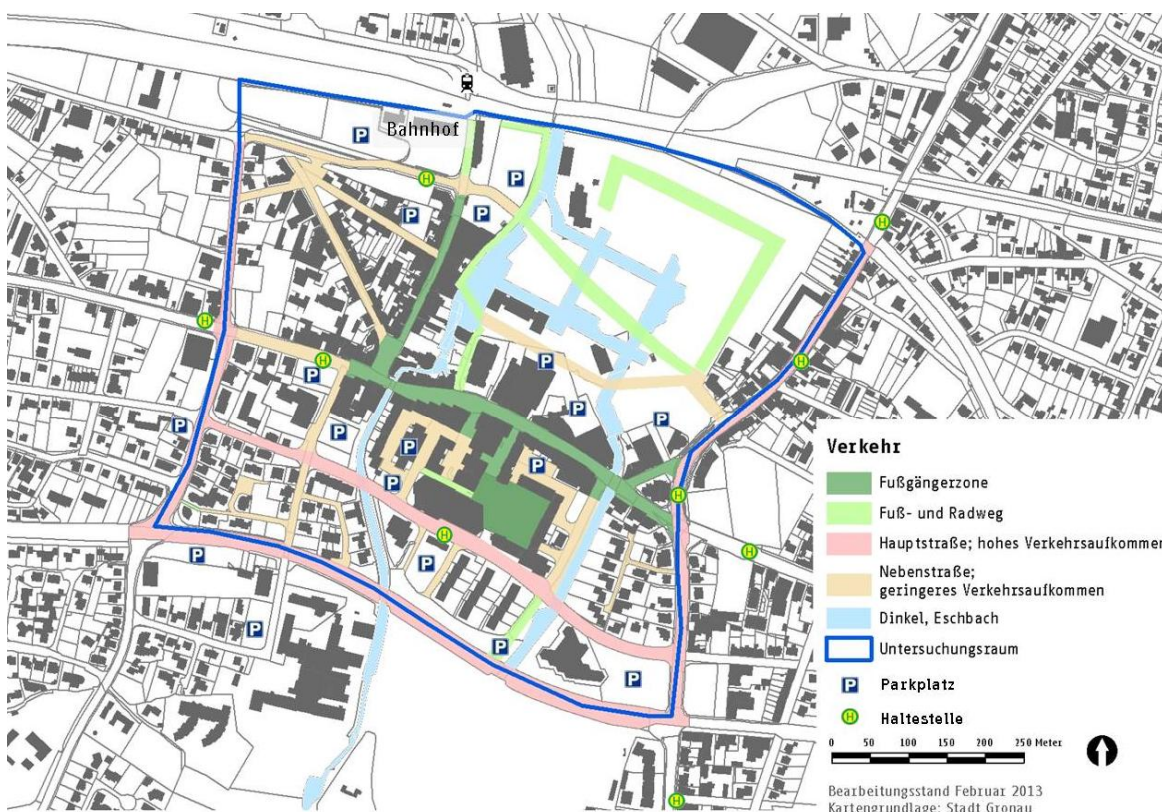 Bahnhof
P
P
H
P
P
H
H
H
P
P
H
P
P
P
P
P
P
P
P
H
H
P
H
P
P
P
P
H
Verkehr
Fußgängerzone
Fuß- und Radweg
Hauptstraße; hohes Verkehrsaufkommen
Nebenstraße;
geringeres Verkehrsaufkommen
Dinkel, Eschbach
Untersuchungsraum
P Parkplatz
H Haltestelle
0 50 100 150 200 250 Meter
Bearbeitungsstand Februar 2013
Kartengrundlage: Stadt Gronau